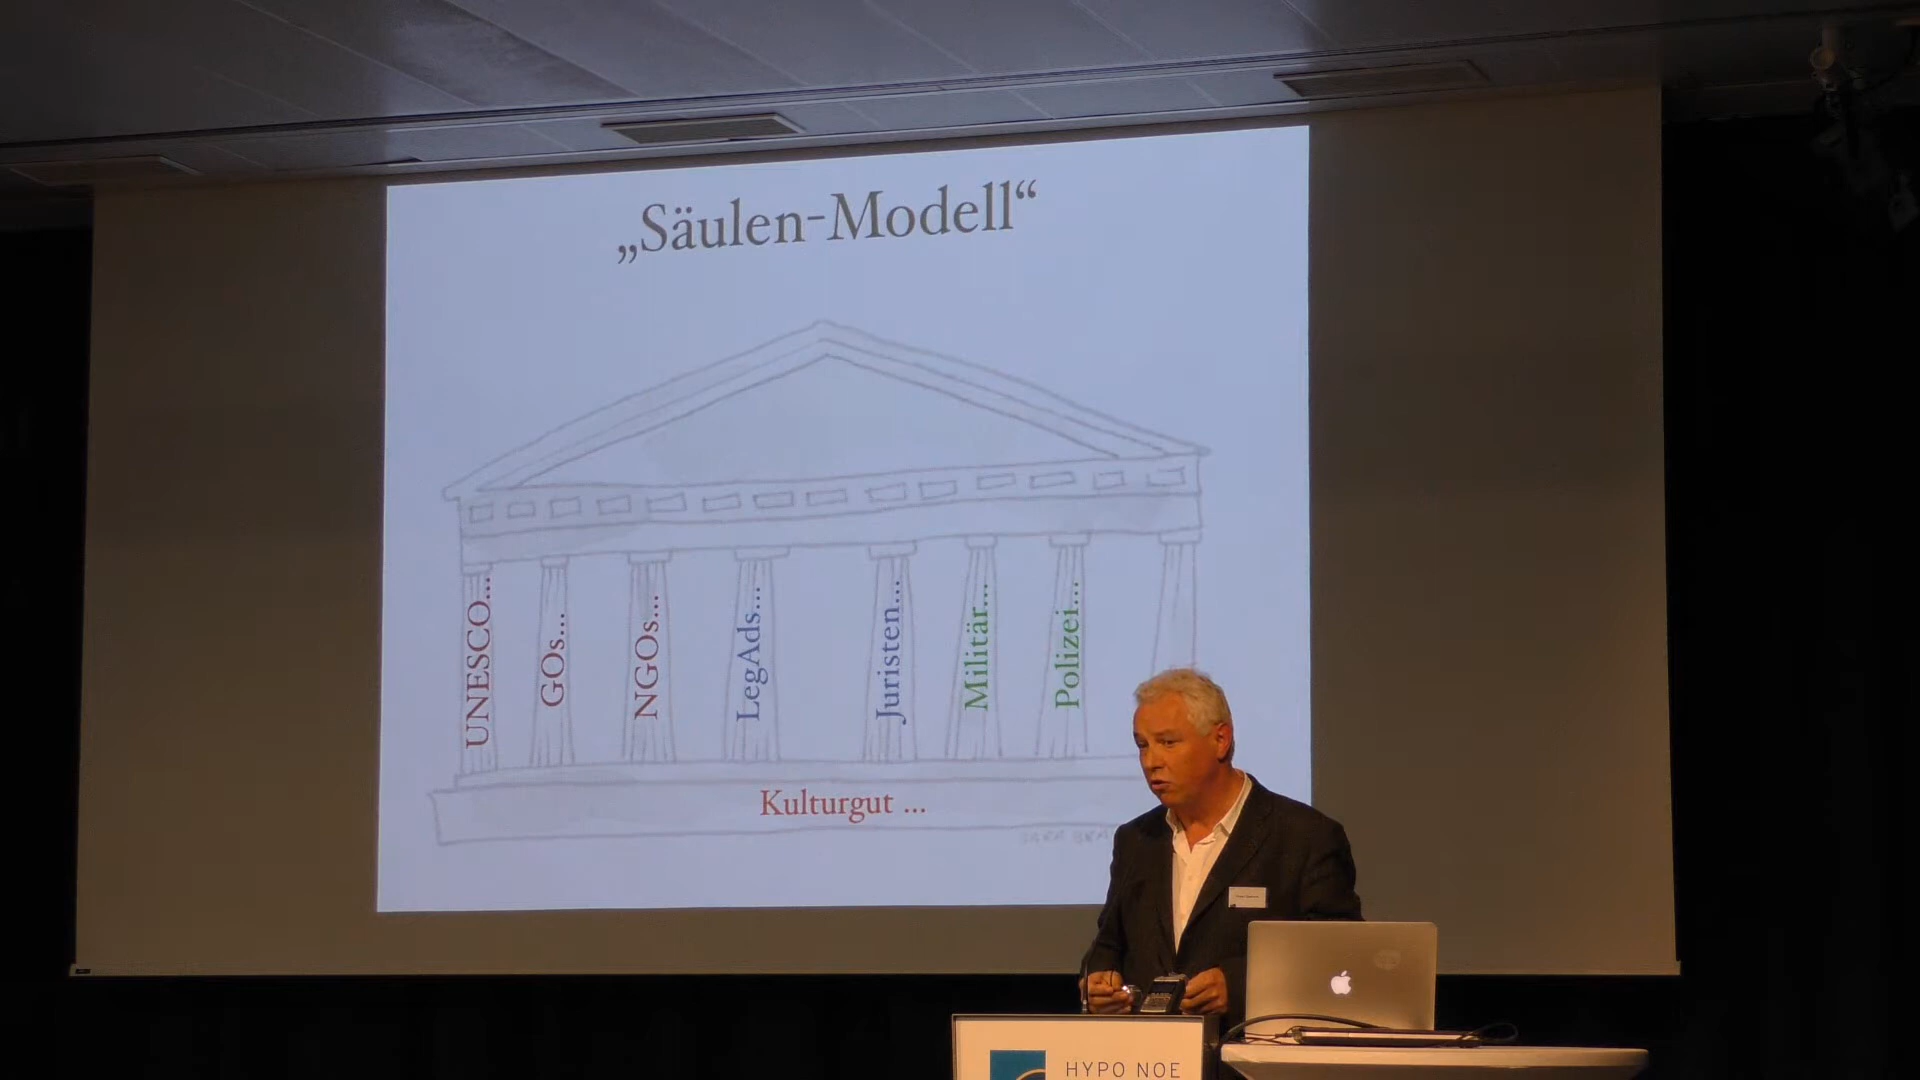 „Säulen-Modell“
UNESCO...
GOs...
NGOs...
LegAds...
Juristen...
Militär...
Polizei...
Kulturgut ...
HYPO NOE